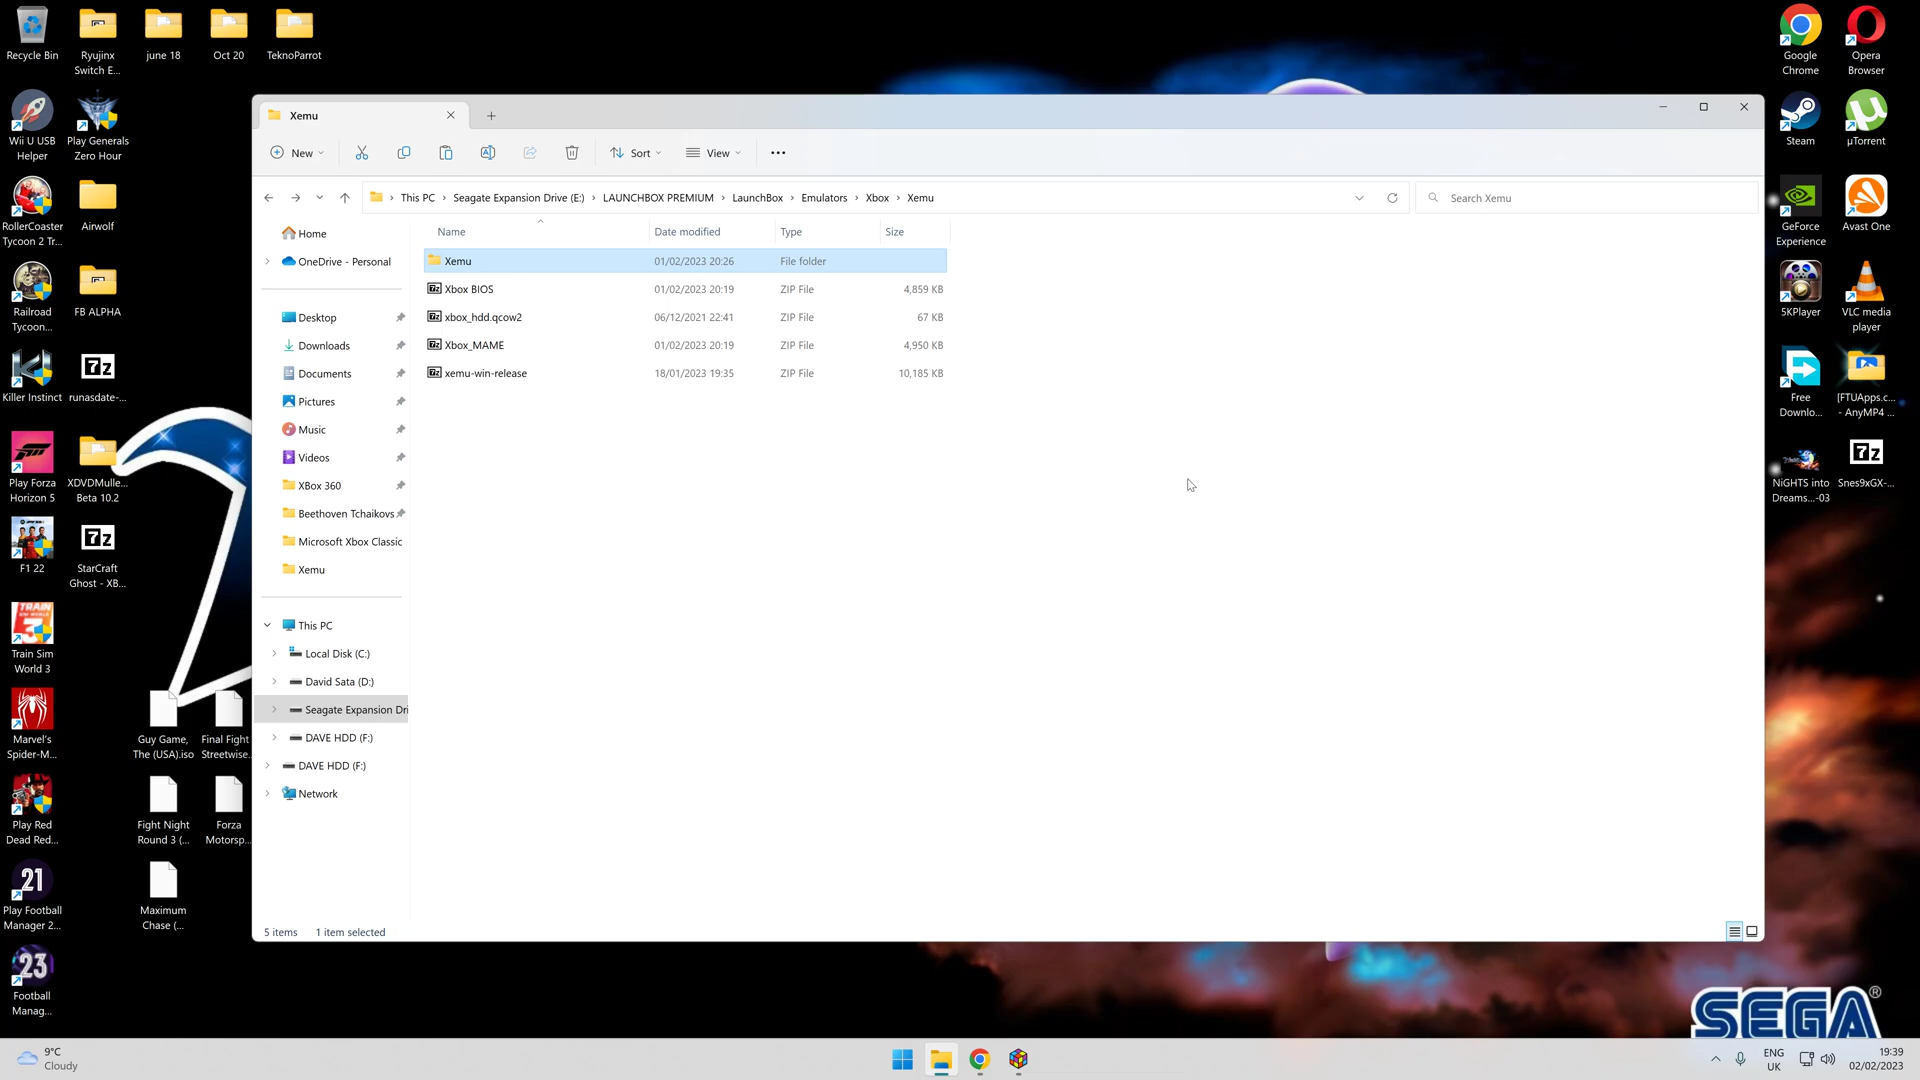 Recycle Bin
Ryujinx
Switch E...
june 18
Oct 20
TeknoParrot
Google
Chrome
Opera
Browser
Wii U USB
Helper
Play Generals
Zero Hour
Steam
µTorrent
RollerCoaster
Tycoon 2 Tr...
Airwolf
GeForce
Experience
Avast One
Railroad
Tycoon...
FB ALPHA
5KPlayer
VLC media
player
Killer Instinct
7z
runasdate-...
Free
Downlo...
[FTUApps.c...
- AnyMP4 ...
Play Forza
Horizon 5
XDVDMulle...
Beta 10.2
NiGHTS into
Dreams...-03
7z
Snes9xGX-...
F1 22
7z
StarCraft
Ghost - XB...
TRAIN
Train Sim
World 3
Marvel's
Spider-M...
Guy Game,
The (USA).iso
Final Fight
Streetwise...
Play Red
Dead Red...
Fight Night
Round 3 (...
Forza
Motorsp...
21
Play Football
Manager 2...
Maximum
Chase (...
23
Football
Manag...
Xemu
New
Sort
View
This PC
Seagate Expansion Drive (E:)
LAUNCHBOX PREMIUM
LaunchBox
Emulators
Xbox
Xemu
Search Xemu
Home
OneDrive - Personal
Desktop
Downloads
Documents
Pictures
Music
Videos
XBox 360
Beethoven Tchaikovs
Microsoft Xbox Classic
Xemu
This PC
Local Disk (C:)
David Sata (D:)
Seagate Expansion Dri
DAVE HDD (F:)
DAVE HDD (F:)
Network
Name Date modified Type Size
Xemu 01/02/2023 20:26 File folder
Xbox BIOS 01/02/2023 20:19 ZIP File 4,859 KB
xbox_hdd.qcow2 06/12/2021 22:41 ZIP File 67 KB
Xbox_MAME 01/02/2023 20:19 ZIP File 4,950 KB
xemu-win-release 18/01/2023 19:35 ZIP File 10,185 KB
5 items 1 item selected
SEGA®
9°C
Cloudy
ENG
UK
19:39
02/02/2023